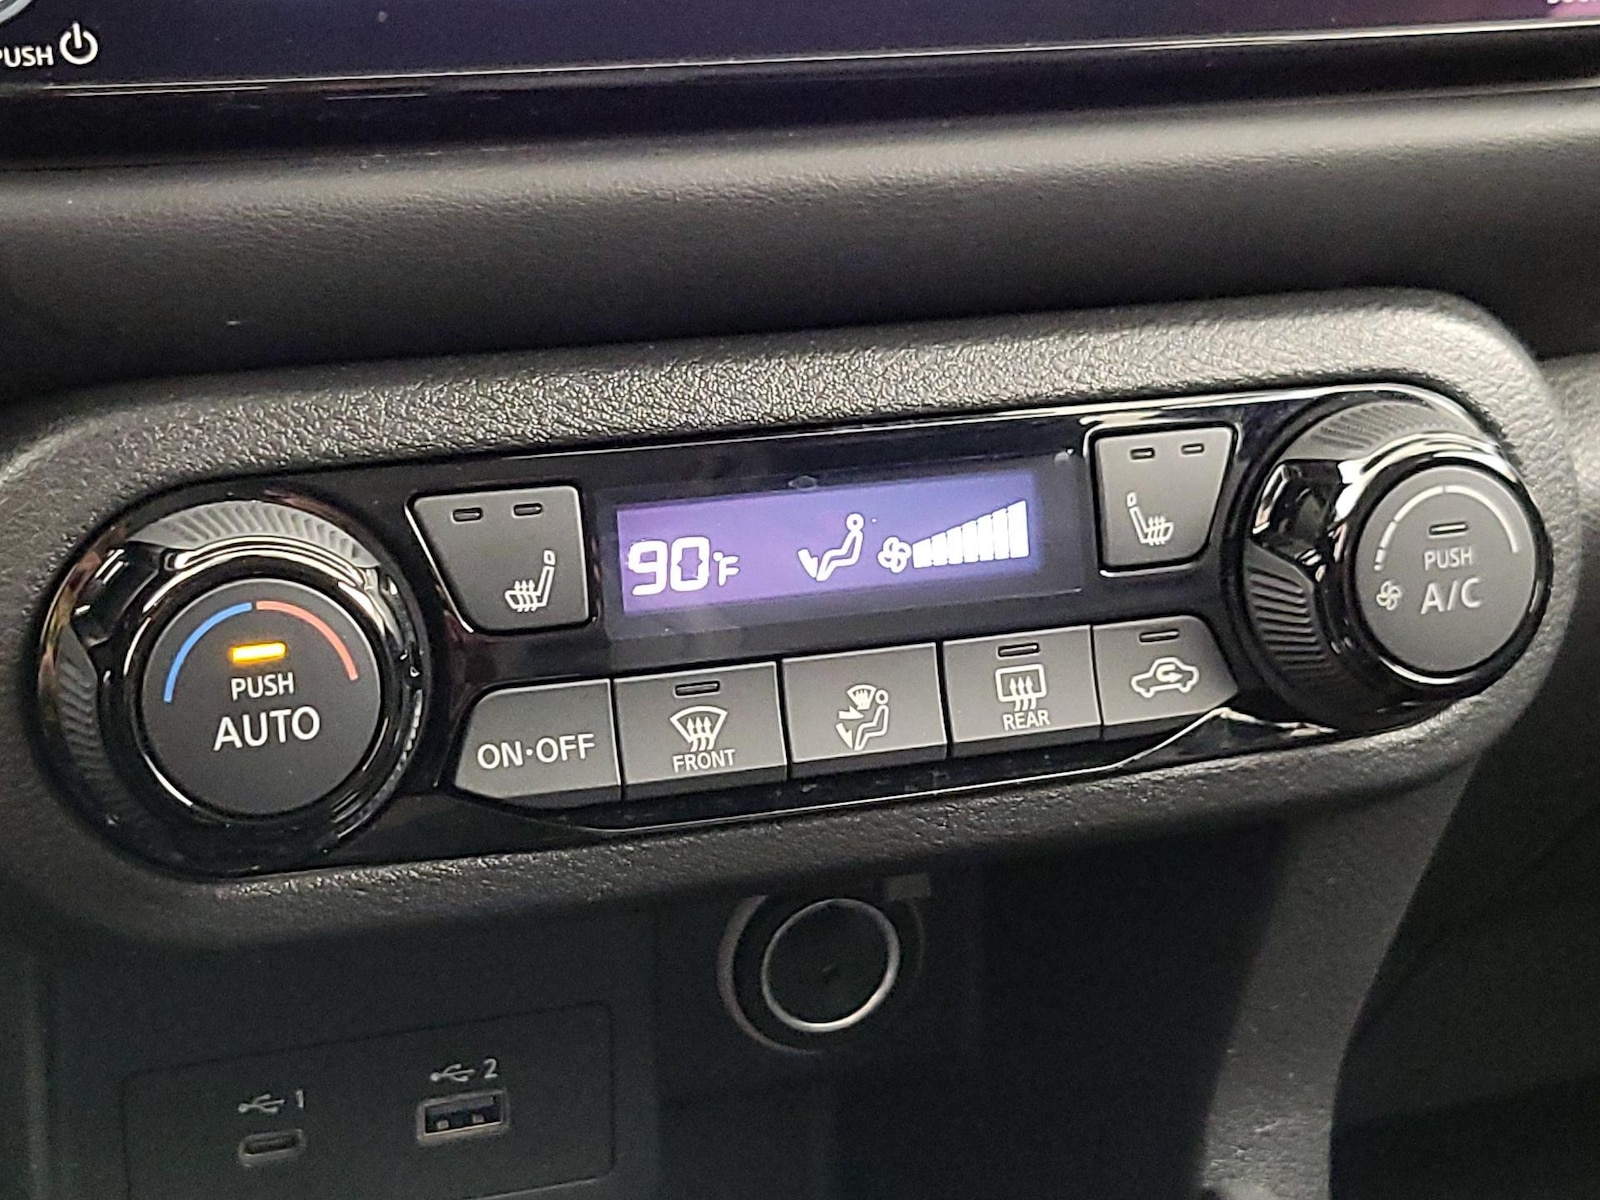 PUSH
90°F
PUSH
AUTO
ON·OFF
FRONT
REAR
PUSH
A/C
1
2